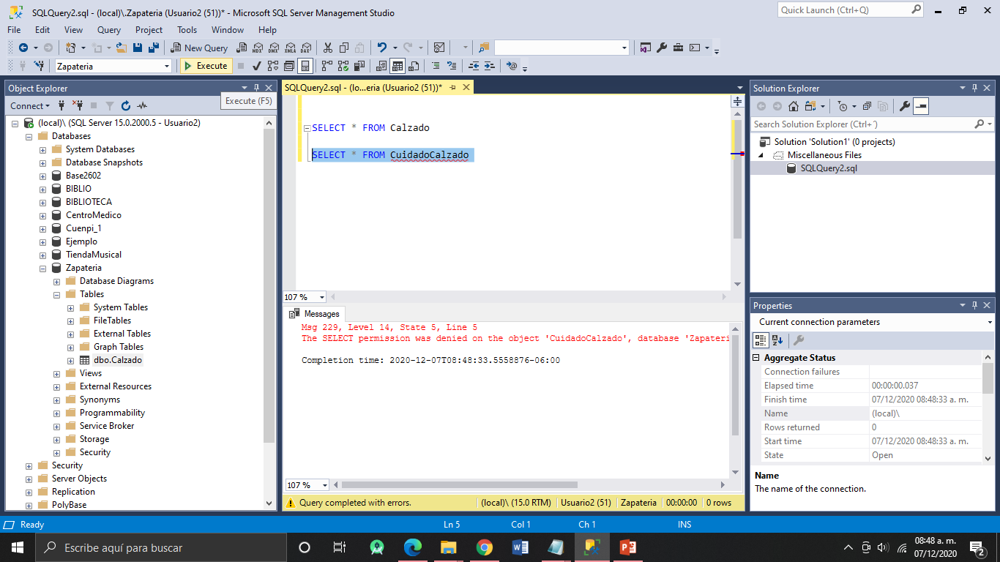 SQLQuery2.sql - (local)\.Zapateria (Usuario2 (51))* - Microsoft SQL Server Management Studio
Quick Launch (Ctrl+Q)
File Edit View Query Project Tools Window Help
New Query
MDX DMX XMLA DAX
Zapateria
Execute
Object Explorer
Execute (F5)
Connect
(local)\ (SQL Server 15.0.2000.5 - Usuario2)
Databases
System Databases
Database Snapshots
Base2602
BIBLIO
BIBLIOTECA
CentroMedico
Cuenpi_1
Ejemplo
TiendaMusical
Zapateria
Database Diagrams
Tables
System Tables
FileTables
External Tables
Graph Tables
dbo.Calzado
Views
External Resources
Synonyms
Programmability
Service Broker
Storage
Security
Security
Server Objects
Replication
PolyBase
SQLQuery2.sql - (lo...eria (Usuario2 (51))*
SELECT * FROM Calzado
SELECT * FROM CuidadoCalzado
107 %
Messages
Msg 229, Level 14, State 5, Line 5
The SELECT permission was denied on the object 'CuidadoCalzado', database 'Zapateri
Completion time: 2020-12-07T08:48:33.5558876-06:00
107 %
Query completed with errors.
(local)\ (15.0 RTM)
Usuario2 (51)
Zapateria
00:00:00
0 rows
Solution Explorer
Search Solution Explorer (Ctrl+´)
Solution 'Solution1' (0 projects)
Miscellaneous Files
SQLQuery2.sql
Properties
Current connection parameters
Aggregate Status
Connection failures
Elapsed time 00:00:00.037
Finish time 07/12/2020 08:48:33 a. m.
Name (local)\
Rows returned 0
Start time 07/12/2020 08:48:33 a. m.
State Open
Name
The name of the connection.
Ready
Ln 5
Col 1
Ch 1
INS
Escribe aquí para buscar
08:48 a. m.
07/12/2020
2